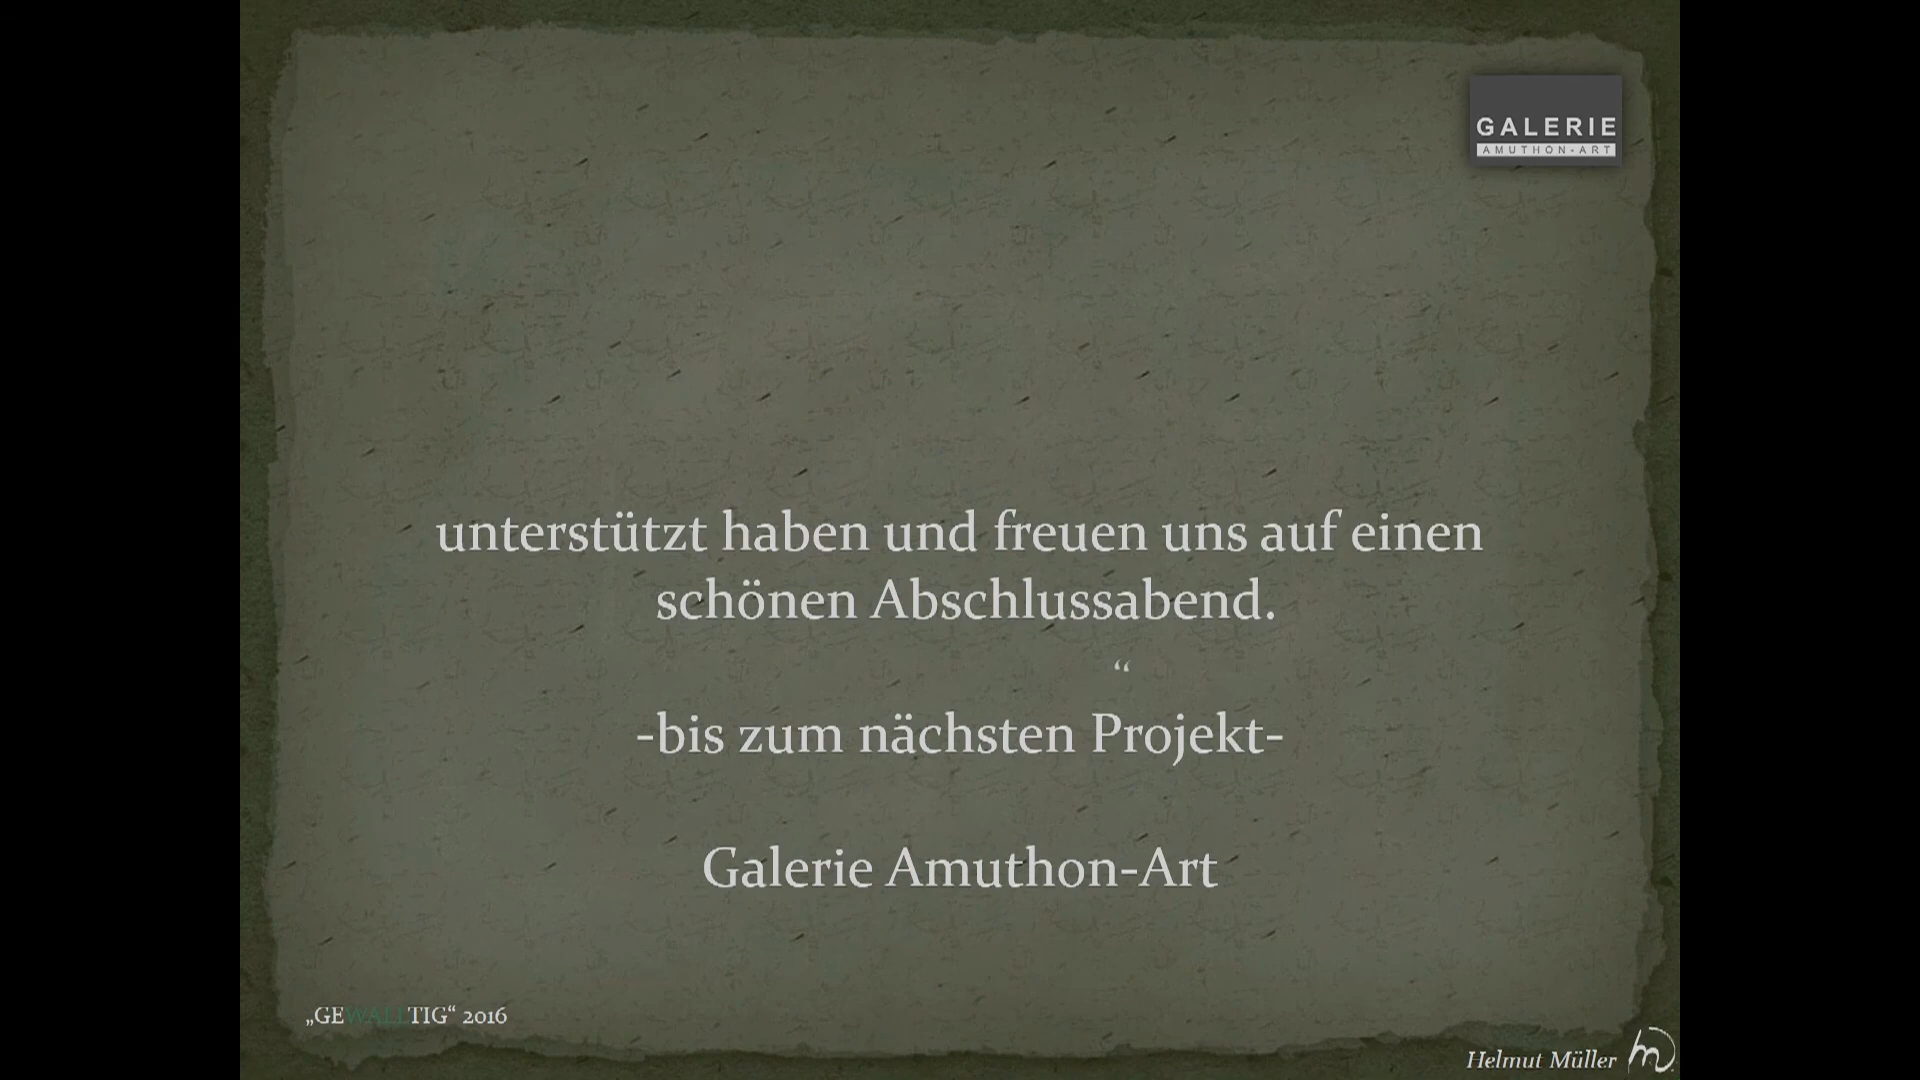 GALERIE
AMUTHON-ART
unterstützt haben und freuen uns auf einen
schönen Abschlussabend.
“
-bis zum nächsten Projekt-
Galerie Amuthon-Art
„GEWALLTIG“ 2016
Helmut Müller